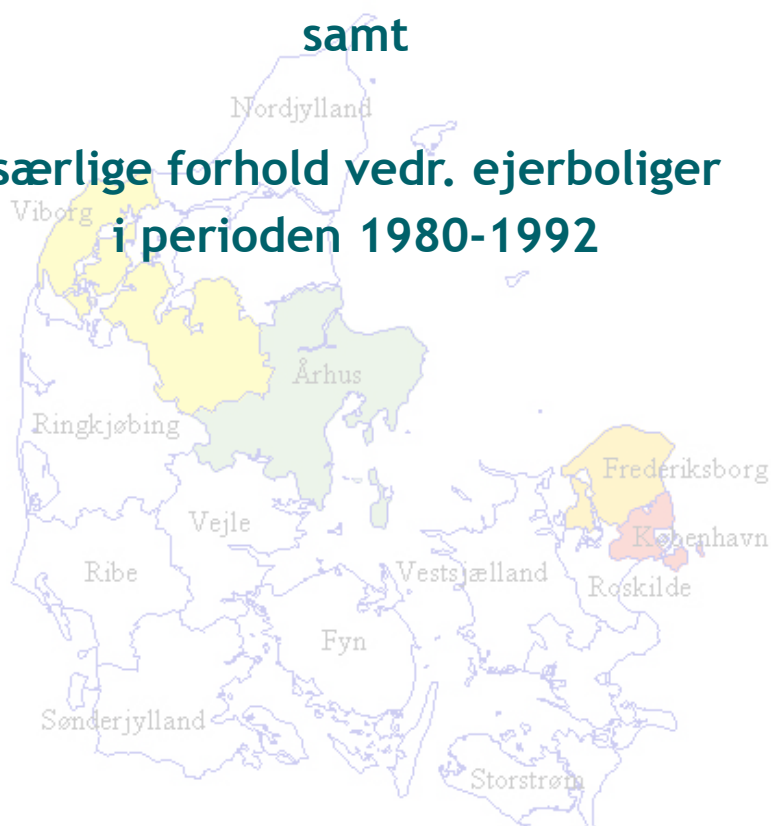 samt
Nordjylland
særlige forhold vedr. ejerboliger
Viborg
i perioden 1980-1992
Århus
Ringkjøbing
Frederiksborg
Vejle
København
Ribe
Vestsjælland
Roskilde
Fyn
Sønderjylland
Storstrøm